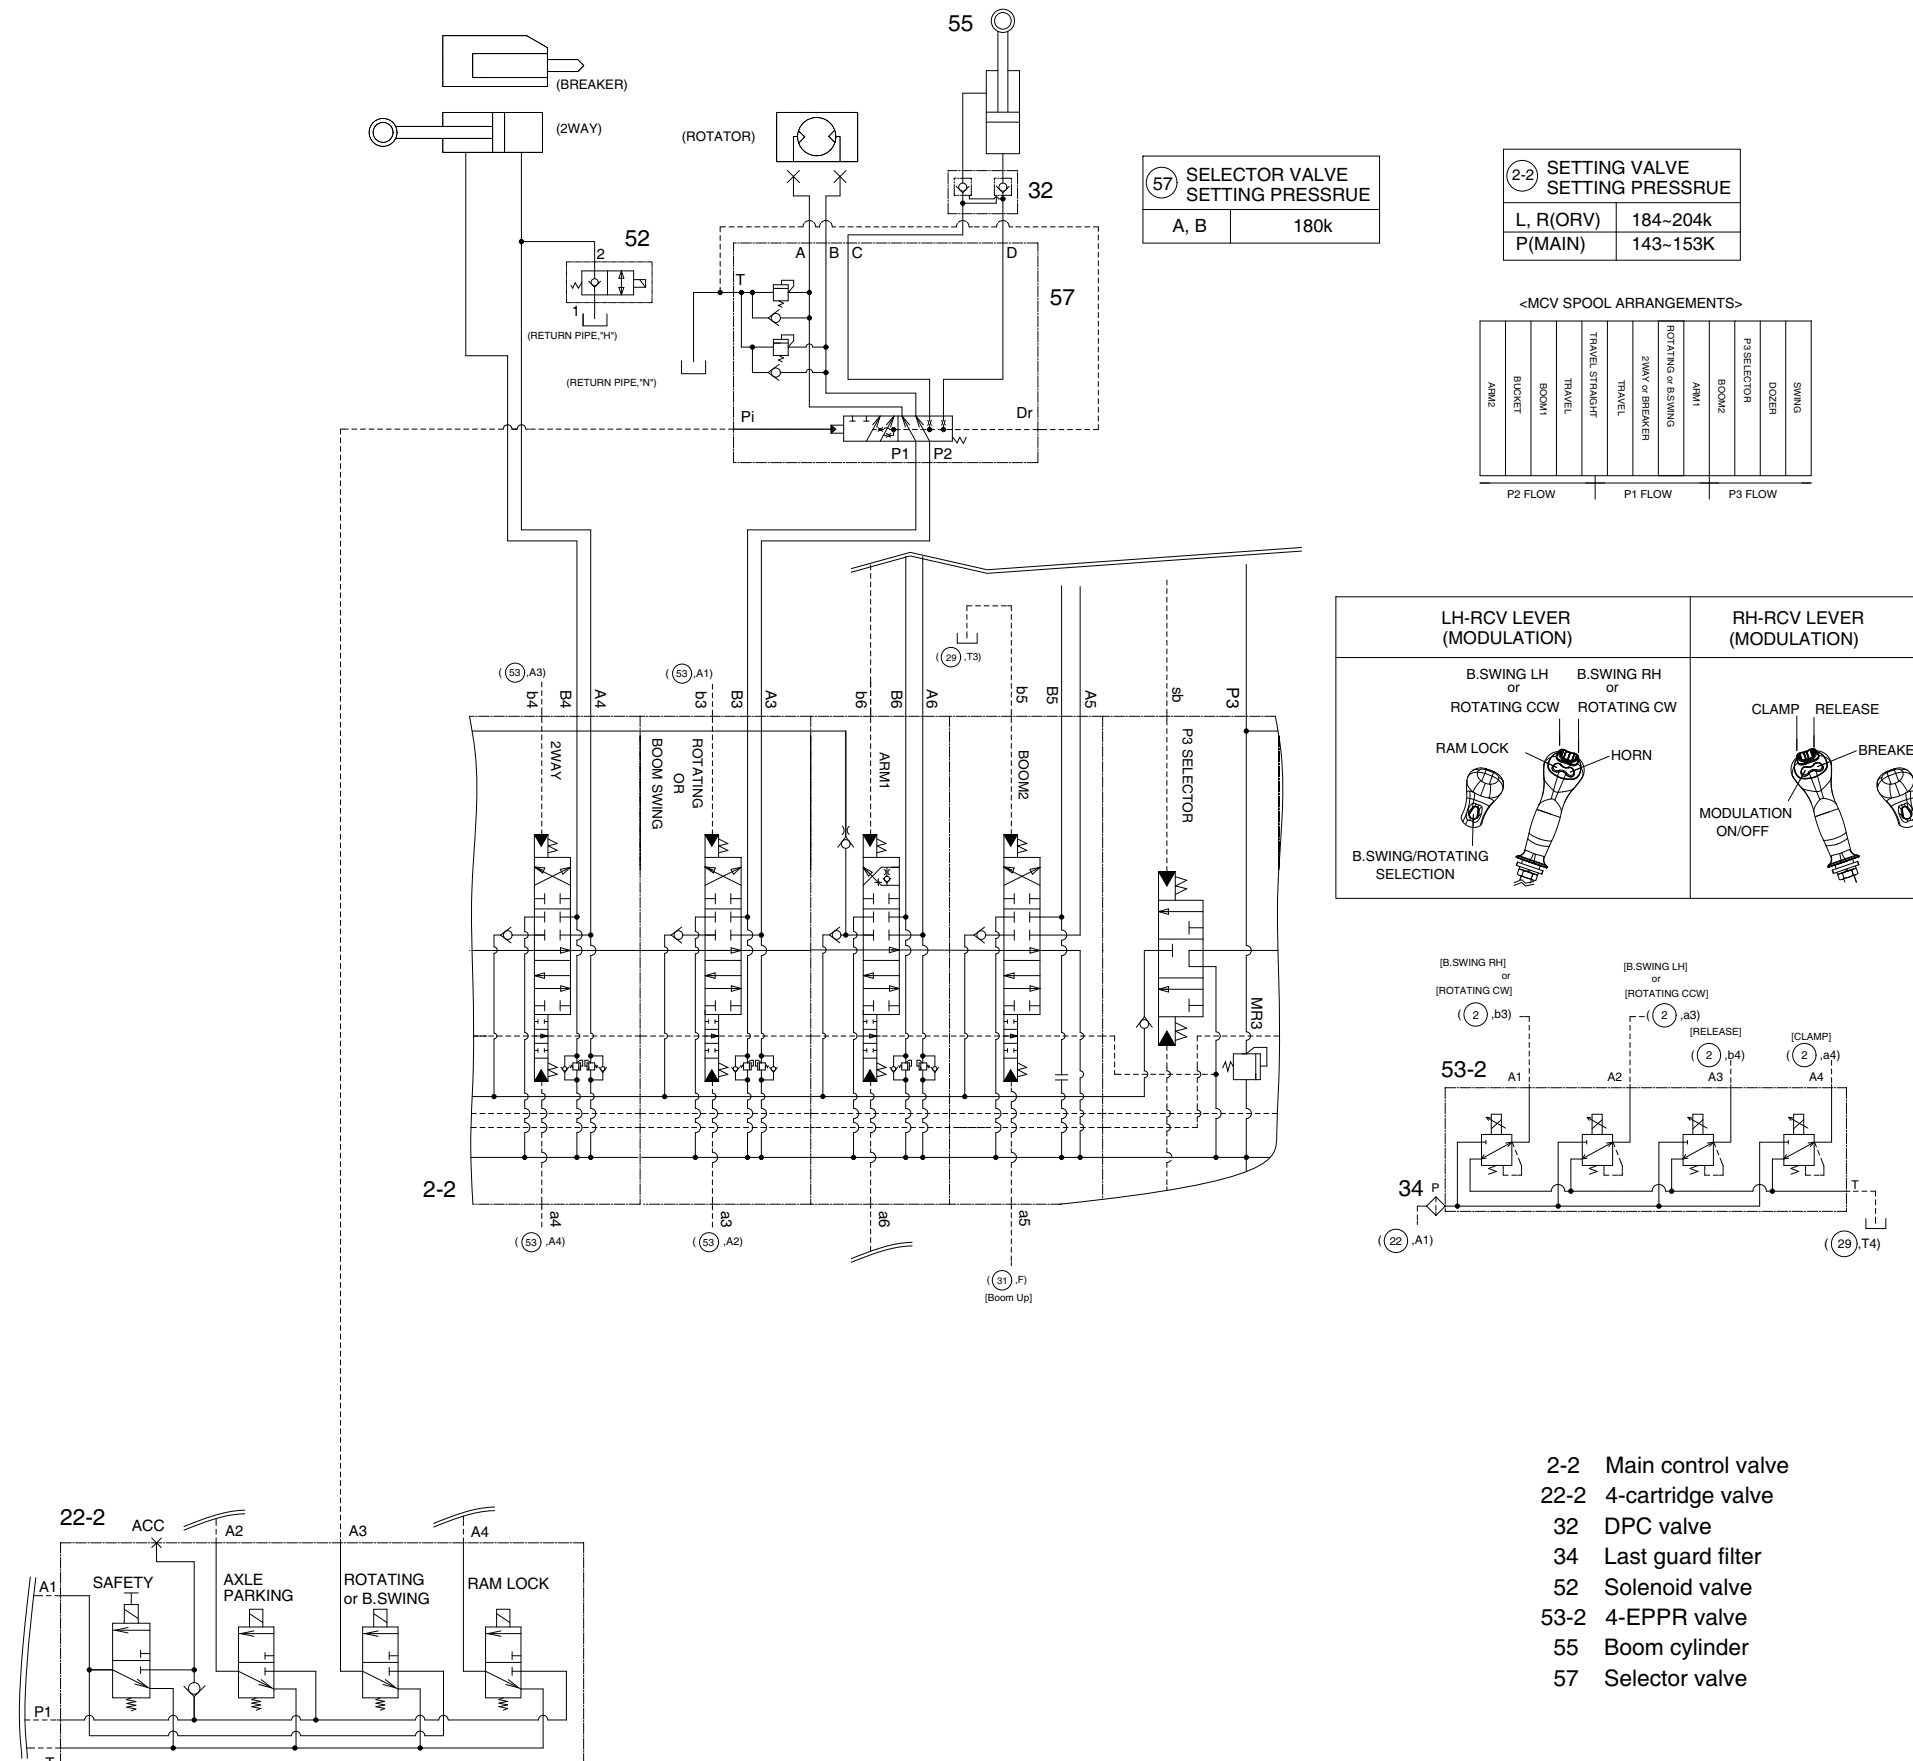 55
(BREAKER)
(2WAY)
(ROTATOR)
32
52
2
1
(RETURN PIPE,"H")
(RETURN PIPE,"N")
A B C D
T
57
Pi
Dr
P1 P2
57 SELECTOR VALVE
SETTING PRESSRUE
A, B 180k
2-2 SETTING VALVE
SETTING PRESSRUE
L, R(ORV) 184~204k
P(MAIN) 143~153K
<MCV SPOOL ARRANGEMENTS>
ARM2
BUCKET
BOOM1
TRAVEL
TRAVEL STRAIGHT
TRAVEL
2WAY or BREAKER
ROTATING or B.SWING
ARM1
BOOM2
P3 SELECTOR
DOZER
SWING
P2 FLOW P1 FLOW P3 FLOW
LH-RCV LEVER
(MODULATION)
B.SWING LH
or
ROTATING CCW
B.SWING RH
or
ROTATING CW
RAM LOCK
HORN
B.SWING/ROTATING
SELECTION
RH-RCV LEVER
(MODULATION)
CLAMP RELEASE
BREAKE
MODULATION
ON/OFF
(53,A3)
(53,A1)
(29,T3)
b4 B4 A4 b3 B3 A3 b6 B6 A6 b5 B5 A5 sb P3
2WAY
ROTATING
OR
BOOM SWING
ARM1
BOOM2
P3 SELECTOR
MR3
2-2
a4 a3 a6 a5
(53,A4)
(53,A2)
(31,F)
[Boom Up]
[B.SWING RH]
or
[ROTATING CW]
(2,b3)
[B.SWING LH]
or
[ROTATING CCW]
(2,a3)
[RELEASE]
(2,b4)
[CLAMP]
(2,a4)
53-2
A1 A2 A3 A4
34 P
T
(22,A1)
(29,T4)
2-2 Main control valve
22-2 4-cartridge valve
32 DPC valve
34 Last guard filter
52 Solenoid valve
53-2 4-EPPR valve
55 Boom cylinder
57 Selector valve
22-2
ACC A2 A3 A4
A1
SAFETY
AXLE
PARKING
ROTATING
or B.SWING
RAM LOCK
P1
T